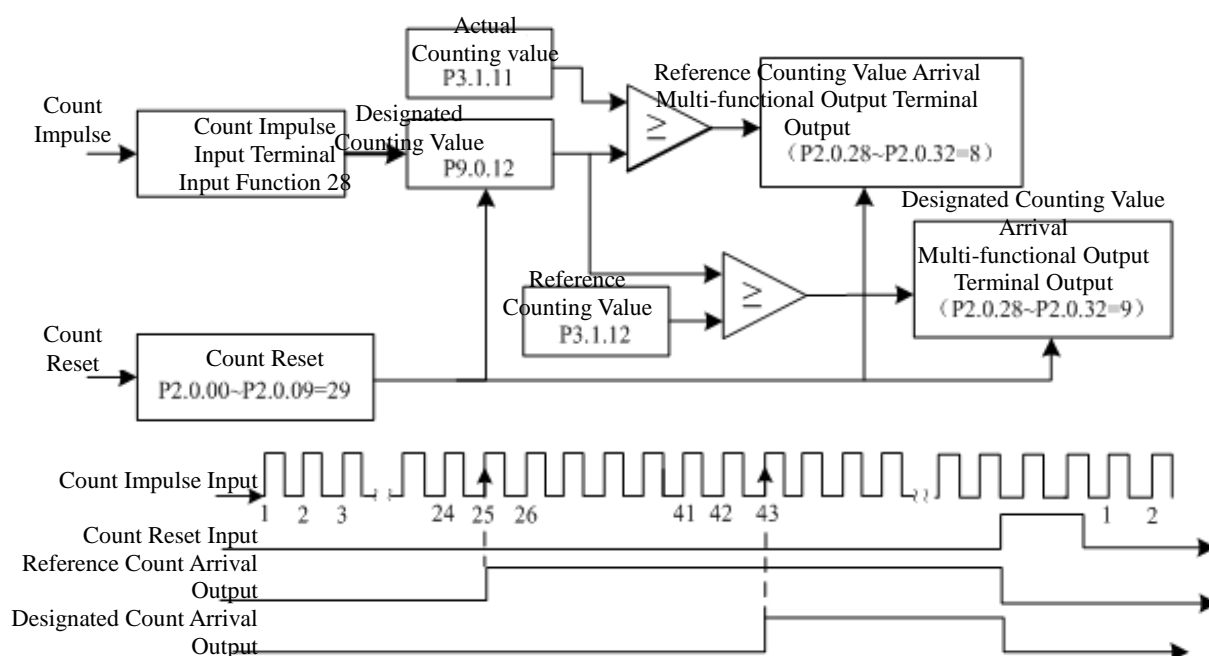 Actual
Counting value
P3.1.11
Count
Impulse
Count Impulse
Input Terminal
Input Function 28
Designated
Counting Value
P9.0.12
≥
Reference Counting Value Arrival
Multi-functional Output Terminal
Output
(P2.0.28~P2.0.32=8)
Designated Counting Value
Arrival
Multi-functional Output
Terminal Output
(P2.0.28~P2.0.32=9)
Reference
Counting Value
P3.1.12
≥
Count
Reset
Count Reset
P2.0.00~P2.0.09=29
Count Impulse Input
1 2 3 24 25 26 41 42 43 1 2
Count Reset Input
Reference Count Arrival
Output
Designated Count Arrival
Output